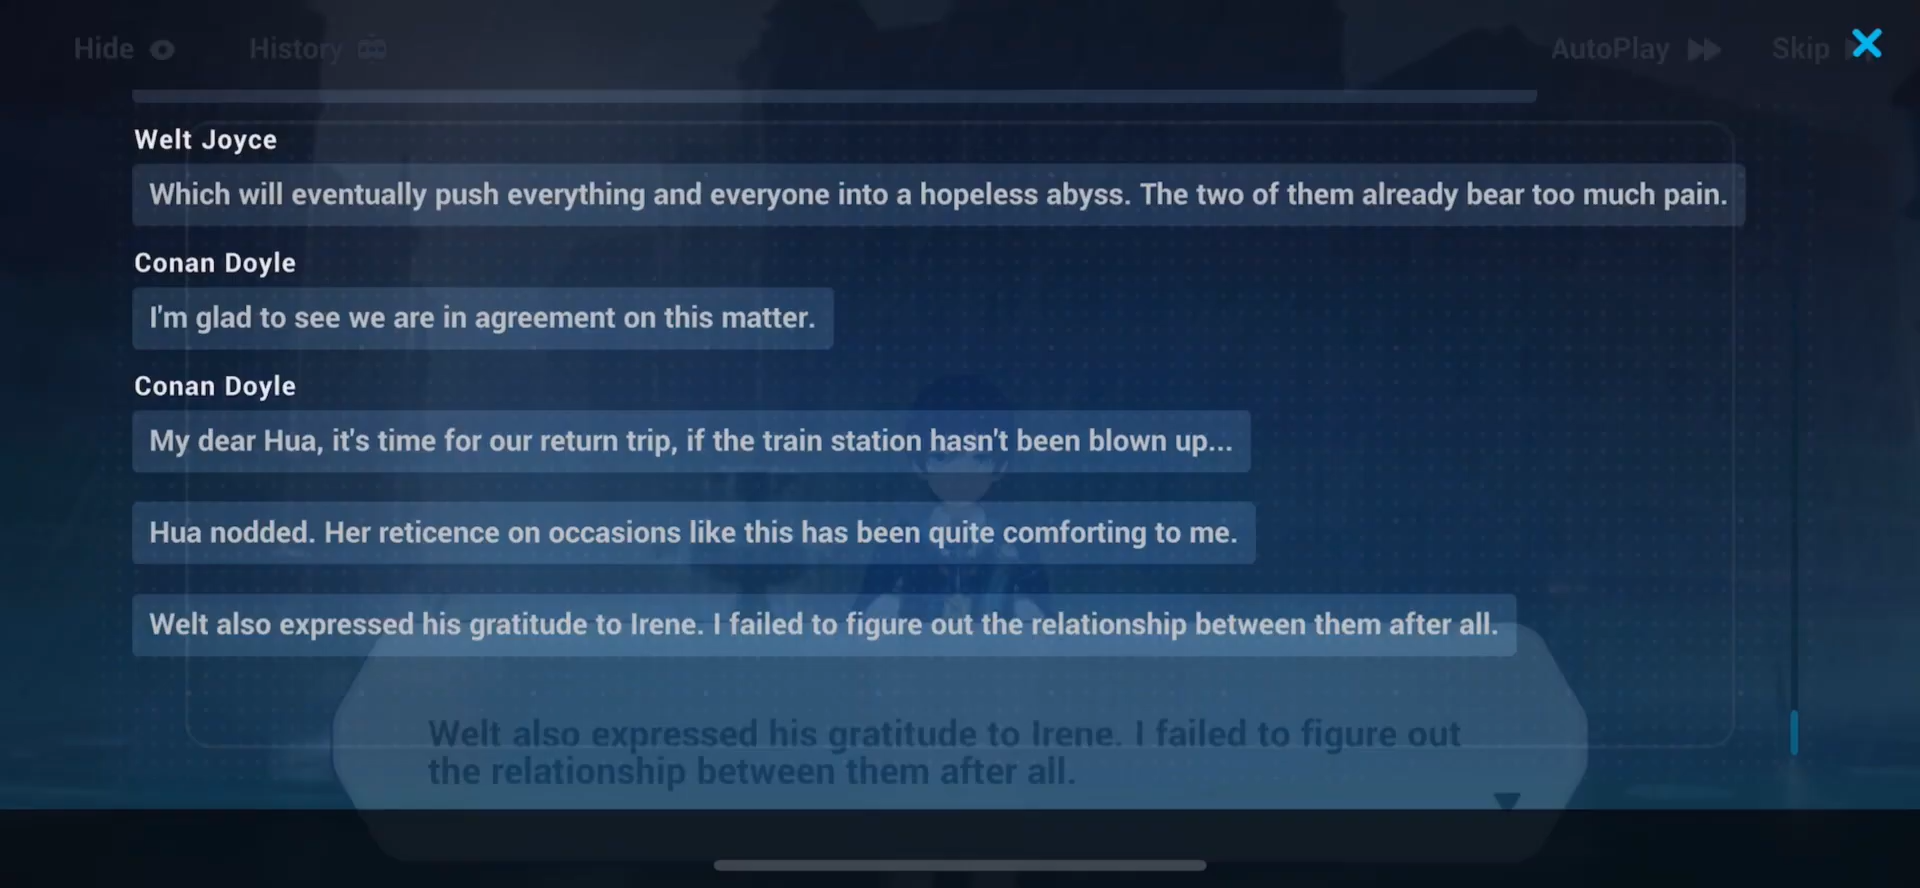 Hide
History
AutoPlay
Skip
Welt Joyce
Which will eventually push everything and everyone into a hopeless abyss. The two of them already bear too much pain.
Conan Doyle
I'm glad to see we are in agreement on this matter.
Conan Doyle
My dear Hua, it's time for our return trip, if the train station hasn't been blown up...
Hua nodded. Her reticence on occasions like this has been quite comforting to me.
Welt also expressed his gratitude to Irene. I failed to figure out the relationship between them after all.
Welt also expressed his gratitude to Irene. I failed to figure out
the relationship between them after all.